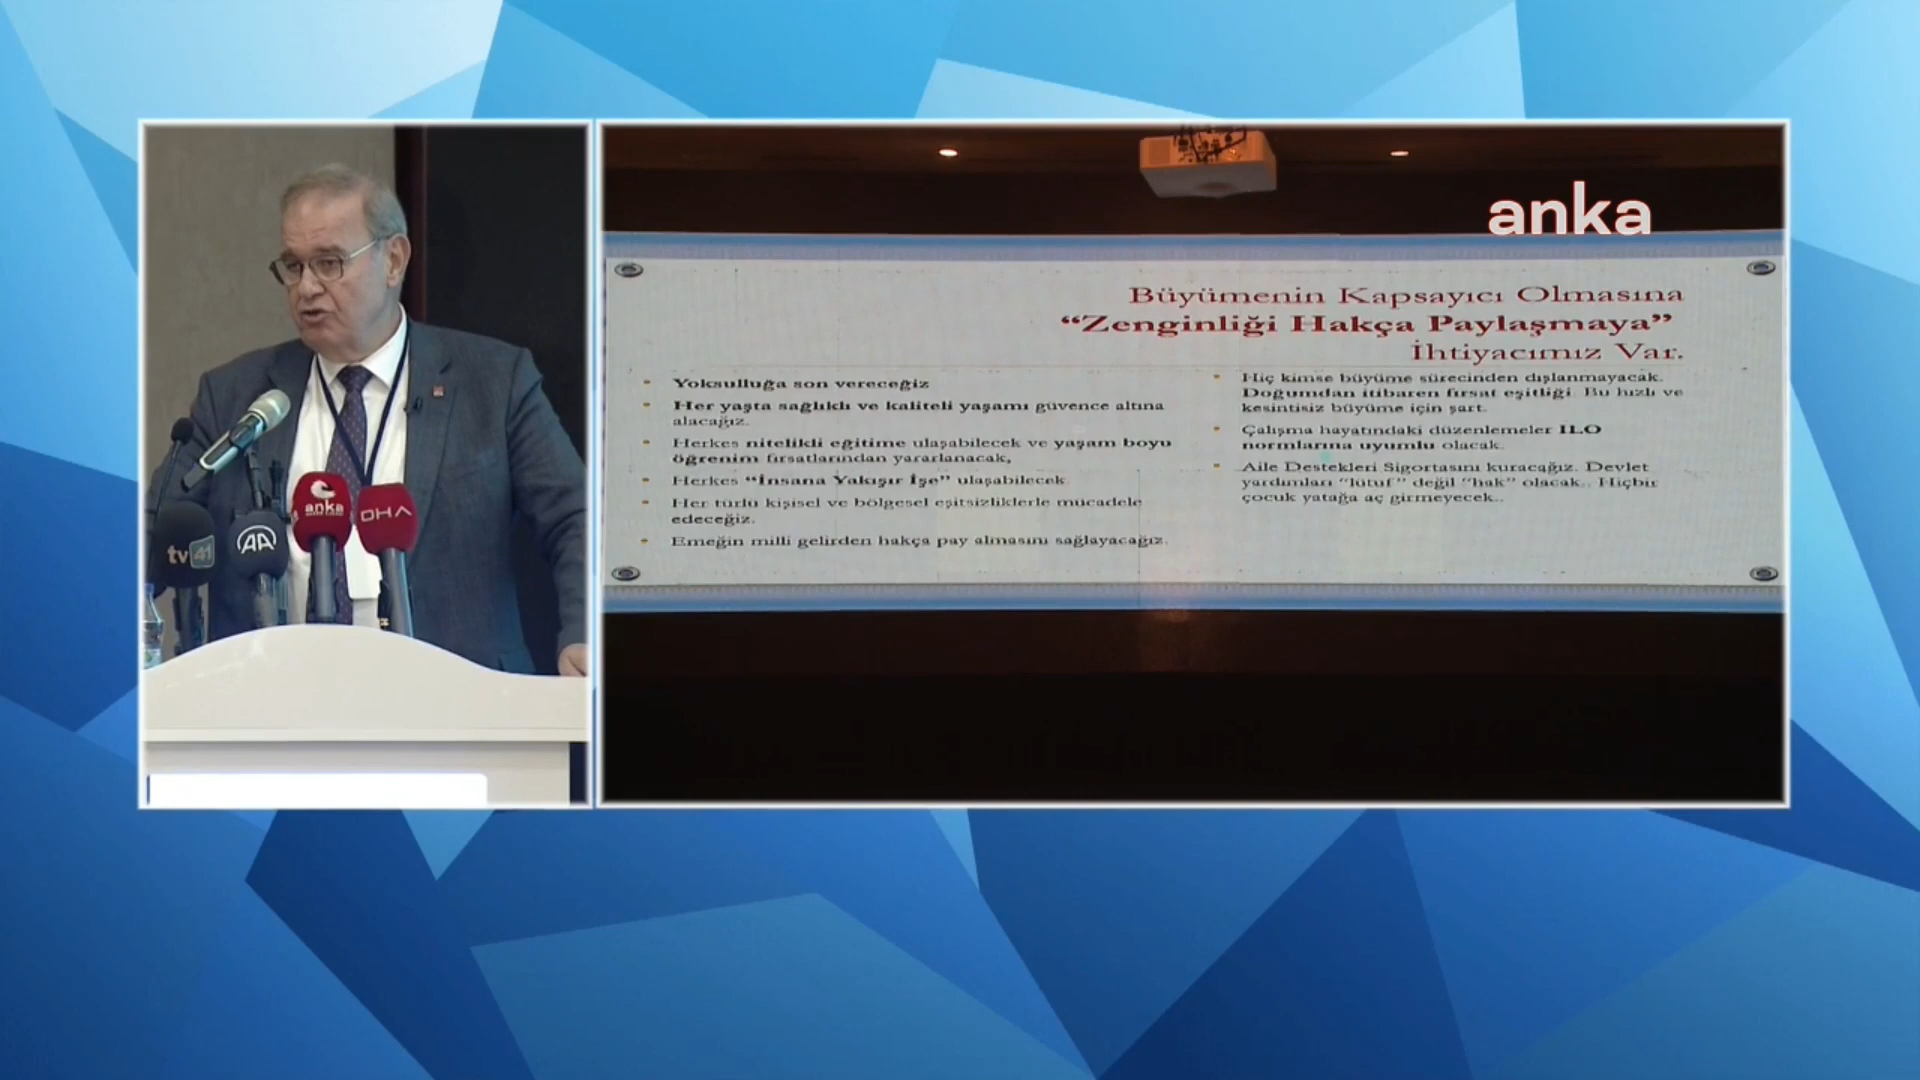 anka
Büyümenin Kapsayıcı Olmasına
“Zenginliği Hakça Paylaşmaya”
İhtiyacımız Var.
Yoksulluğa son vereceğiz
Her yaşta sağlıklı ve kaliteli yaşamı güvence altına
alacağız.
Herkes nitelikli eğitime ulaşabilecek ve yaşam boyu
öğrenim fırsatlarından yararlanacak,
Herkes “İnsana Yakışır İşe” ulaşabilecek.
Her türlü kişisel ve bölgesel eşitsizliklerle mücadele
edeceğiz.
Emeğin milli gelirden hakça pay almasını sağlayacağız.
Hiç kimse büyüme sürecinden dışlanmayacak.
Doğumdan itibaren fırsat eşitliği. Bu hızlı ve
kesintisiz büyüme için şart.
Çalışma hayatındaki düzenlemeler ILO
normlarına uyumlu olacak.
Aile Destekleri Sigortasını kuracağız. Devlet
yardımları “lütuf” değil “hak” olacak.. Hiçbir
çocuk yatağa aç girmeyecek..
tv41
AA
anka
DHA